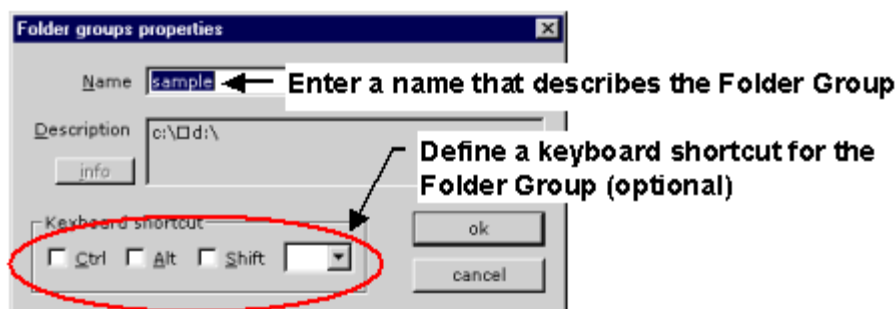 Folder groups properties
Name sample
Enter a name that describes the Folder Group
Description c:\□d:\
info
Define a keyboard shortcut for the
Folder Group (optional)
Keyboard shortcut
Ctrl Alt Shift
ok
cancel